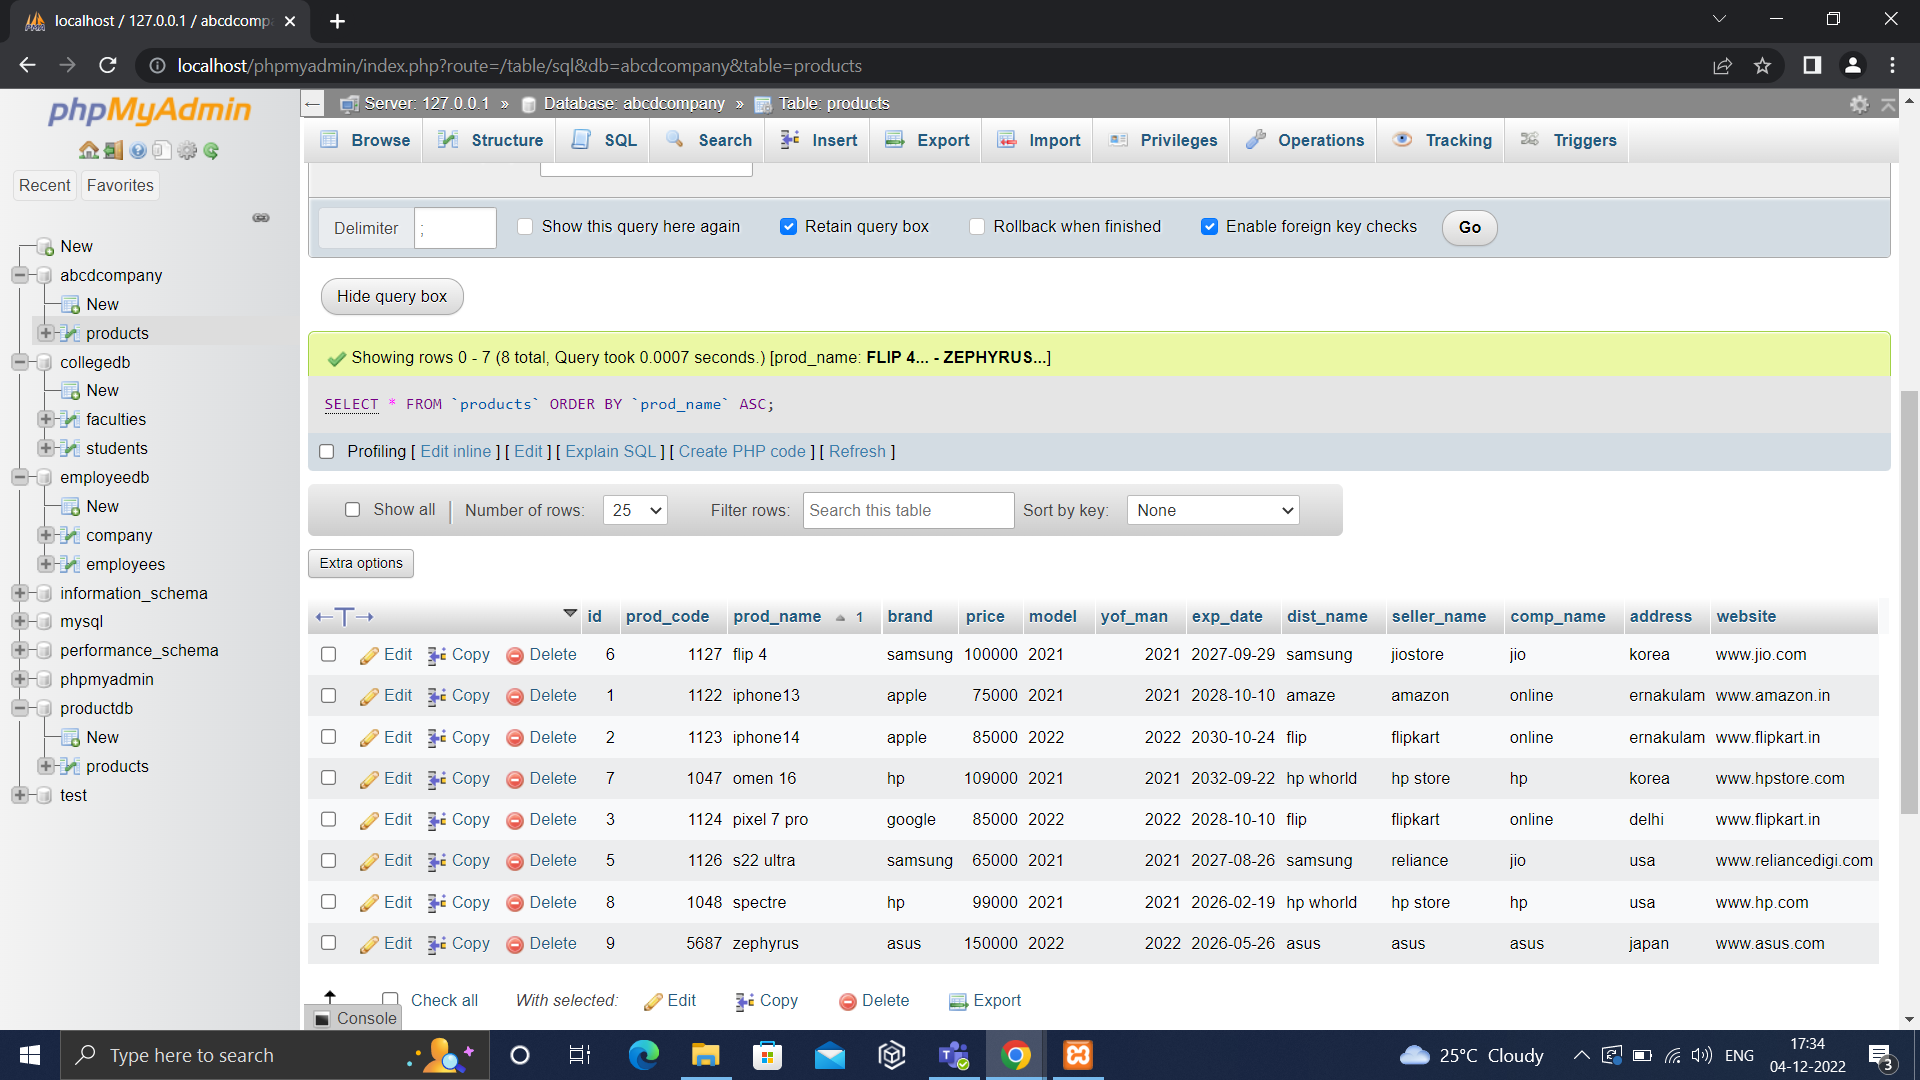 localhost / 127.0.0.1 / abcdcomp
localhost/phpmyadmin/index.php?route=/table/sql&db=abcdcompany&table=products
phpMyAdmin
Recent Favorites
New
abcdcompany
New
products
collegedb
New
faculties
students
employeedb
New
company
employees
information_schema
mysql
performance_schema
phpmyadmin
productdb
New
products
test
Server: 127.0.0.1 » Database: abcdcompany » Table: products
Browse Structure SQL Search Insert Export Import Privileges Operations Tracking Triggers
Delimiter ; Show this query here again Retain query box Rollback when finished Enable foreign key checks Go
Hide query box
Showing rows 0 - 7 (8 total, Query took 0.0007 seconds.) [prod_name: FLIP 4... - ZEPHYRUS...]
SELECT * FROM `products` ORDER BY `prod_name` ASC;
Profiling [ Edit inline ] [ Edit ] [ Explain SQL ] [ Create PHP code ] [ Refresh ]
Show all Number of rows: 25 Filter rows: Search this table Sort by key: None
Extra options
id prod_code prod_name 1 brand price model yof_man exp_date dist_name seller_name comp_name address website
Edit Copy Delete 6 1127 flip 4 samsung 100000 2021 2021 2027-09-29 samsung jiostore jio korea www.jio.com
Edit Copy Delete 1 1122 iphone13 apple 75000 2021 2021 2028-10-10 amaze amazon online ernakulam www.amazon.in
Edit Copy Delete 2 1123 iphone14 apple 85000 2022 2022 2030-10-24 flip flipkart online ernakulam www.flipkart.in
Edit Copy Delete 7 1047 omen 16 hp 109000 2021 2021 2032-09-22 hp whorld hp store hp korea www.hpstore.com
Edit Copy Delete 3 1124 pixel 7 pro google 85000 2022 2022 2028-10-10 flip flipkart online delhi www.flipkart.in
Edit Copy Delete 5 1126 s22 ultra samsung 65000 2021 2021 2027-08-26 samsung reliance jio usa www.reliancedigi.com
Edit Copy Delete 8 1048 spectre hp 99000 2021 2021 2026-02-19 hp whorld hp store hp usa www.hp.com
Edit Copy Delete 9 5687 zephyrus asus 150000 2022 2022 2026-05-26 asus asus asus japan www.asus.com
Check all With selected: Edit Copy Delete Export
Console
Type here to search
25°C Cloudy
ENG
17:34
04-12-2022
3